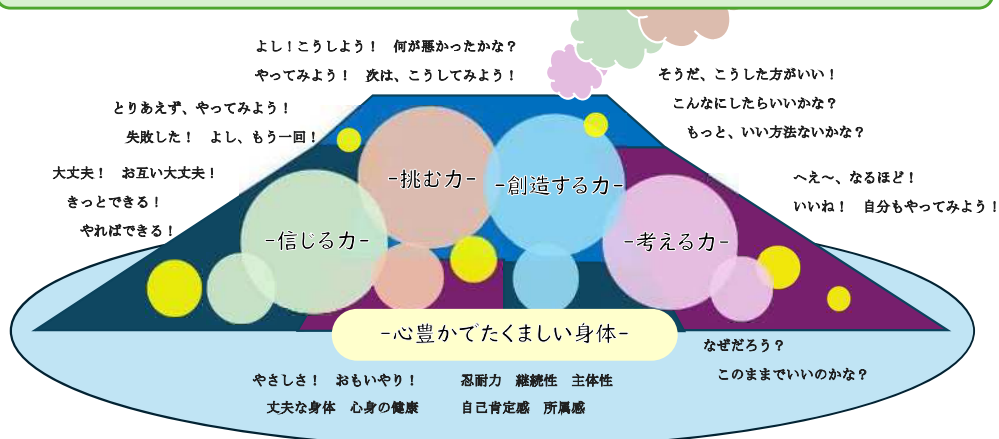 よし！こうしよう！　何が悪かったかな？
やってみよう！　次は、こうしてみよう！
そうだ、こうした方がいい！
こんなにしたらいいかな？
もっと、いい方法ないかな？
とりあえず、やってみよう！
失敗した！　よし、もう一回！
大丈夫！　お互い大丈夫！
きっとできる！
やればできる！
へえ～、なるほど！
いいね！　自分もやってみよう！
-挑む力-
-創造する力-
-信じる力-
-考える力-
-心豊かでたくましい身体-
なぜだろう？
このままでいいのかな？
やさしさ！　おもいやり！
丈夫な身体　心身の健康
忍耐力　継続性　主体性
自己肯定感　所属感